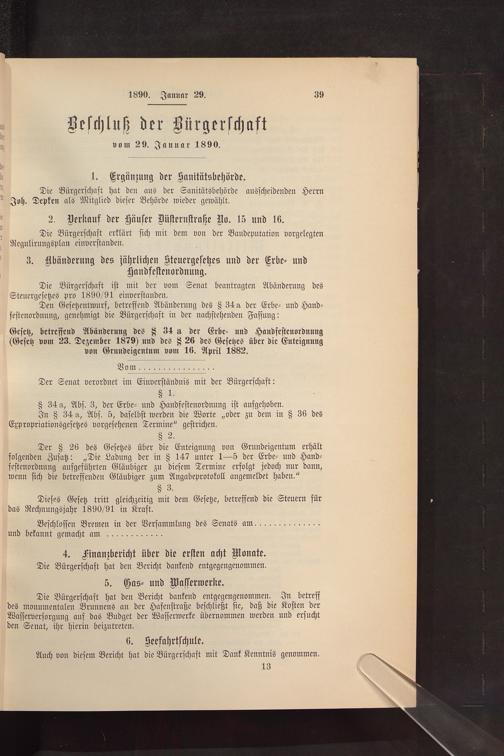 1890. Januar 29. 39
Beschluß der Bürgerschaft
vom 29. Januar 1890.
1. Ergänzung der Sanitätsbehörde.
Die Bürgerschaft hat den aus der Sanitätsbehörde ausscheidenden Herrn
Joh. Depken als Mitglied dieser Behörde wieder gewählt.
2. Verkauf der Häuser Düsternstraße No. 15 und 16.
Die Bürgerschaft erklärt sich mit dem von der Baudeputation vorgelegten
Regulirungsplan einverstanden.
3. Abänderung des jährlichen Steuergesetzes und der Erbe- und
Handfestenordnung.
Die Bürgerschaft ist mit der vom Senat beantragten Abänderung des
Steuergesetzes pro 1890/91 einverstanden.
Den Gesetzentwurf, betreffend Abänderung des § 34a der Erbe- und Hand-
festenordnung, genehmigt die Bürgerschaft in der nachstehenden Fassung:
Gesetz, betreffend Abänderung des § 34 a der Erbe- und Handfestenordnung
(Gesetz vom 23. Dezember 1879) und des § 26 des Gesetzes über die Enteignung
von Grundeigentum vom 16. April 1882.
Vom ................
Der Senat verordnet im Einverständnis mit der Bürgerschaft:
§ 1.
§ 34a, Abs. 3, der Erbe- und Handfestenordnung ist aufgehoben.
In § 34a, Abs. 5, daselbst werden die Worte „oder zu dem in § 36 des
Expropriationsgesetzes vorgesehenen Termine“ gestrichen.
§ 2.
Der § 26 des Gesetzes über die Enteignung von Grundeigentum erhält
folgenden Zusatz: „Die Ladung der in § 147 unter 1—5 der Erbe- und Hand-
festenordnung aufgeführten Gläubiger zu diesem Termine erfolgt jedoch nur dann,
wenn sich die betreffenden Gläubiger zum Angabeprotokoll angemeldet haben.“
§ 3.
Dieses Gesetz tritt gleichzeitig mit dem Gesetze, betreffend die Steuern für
das Rechnungsjahr 1890/91 in Kraft.
Beschlossen Bremen in der Versammlung des Senats am ..............
und bekannt gemacht am ............
4. Finanzbericht über die ersten acht Monate.
Die Bürgerschaft hat den Bericht dankend entgegengenommen.
5. Gas- und Wasserwerke.
Die Bürgerschaft hat den Bericht dankend entgegengenommen. In betreff
des monumentalen Brunnens an der Hafenstraße beschließt sie, daß die Kosten der
Wasserversorgung auf das Budget der Wasserwerke übernommen werden und ersucht
den Senat, ihr hierin beizutreten.
6. Seefahrtschule.
Auch von diesem Bericht hat die Bürgerschaft mit Dank Kenntnis genommen.
13